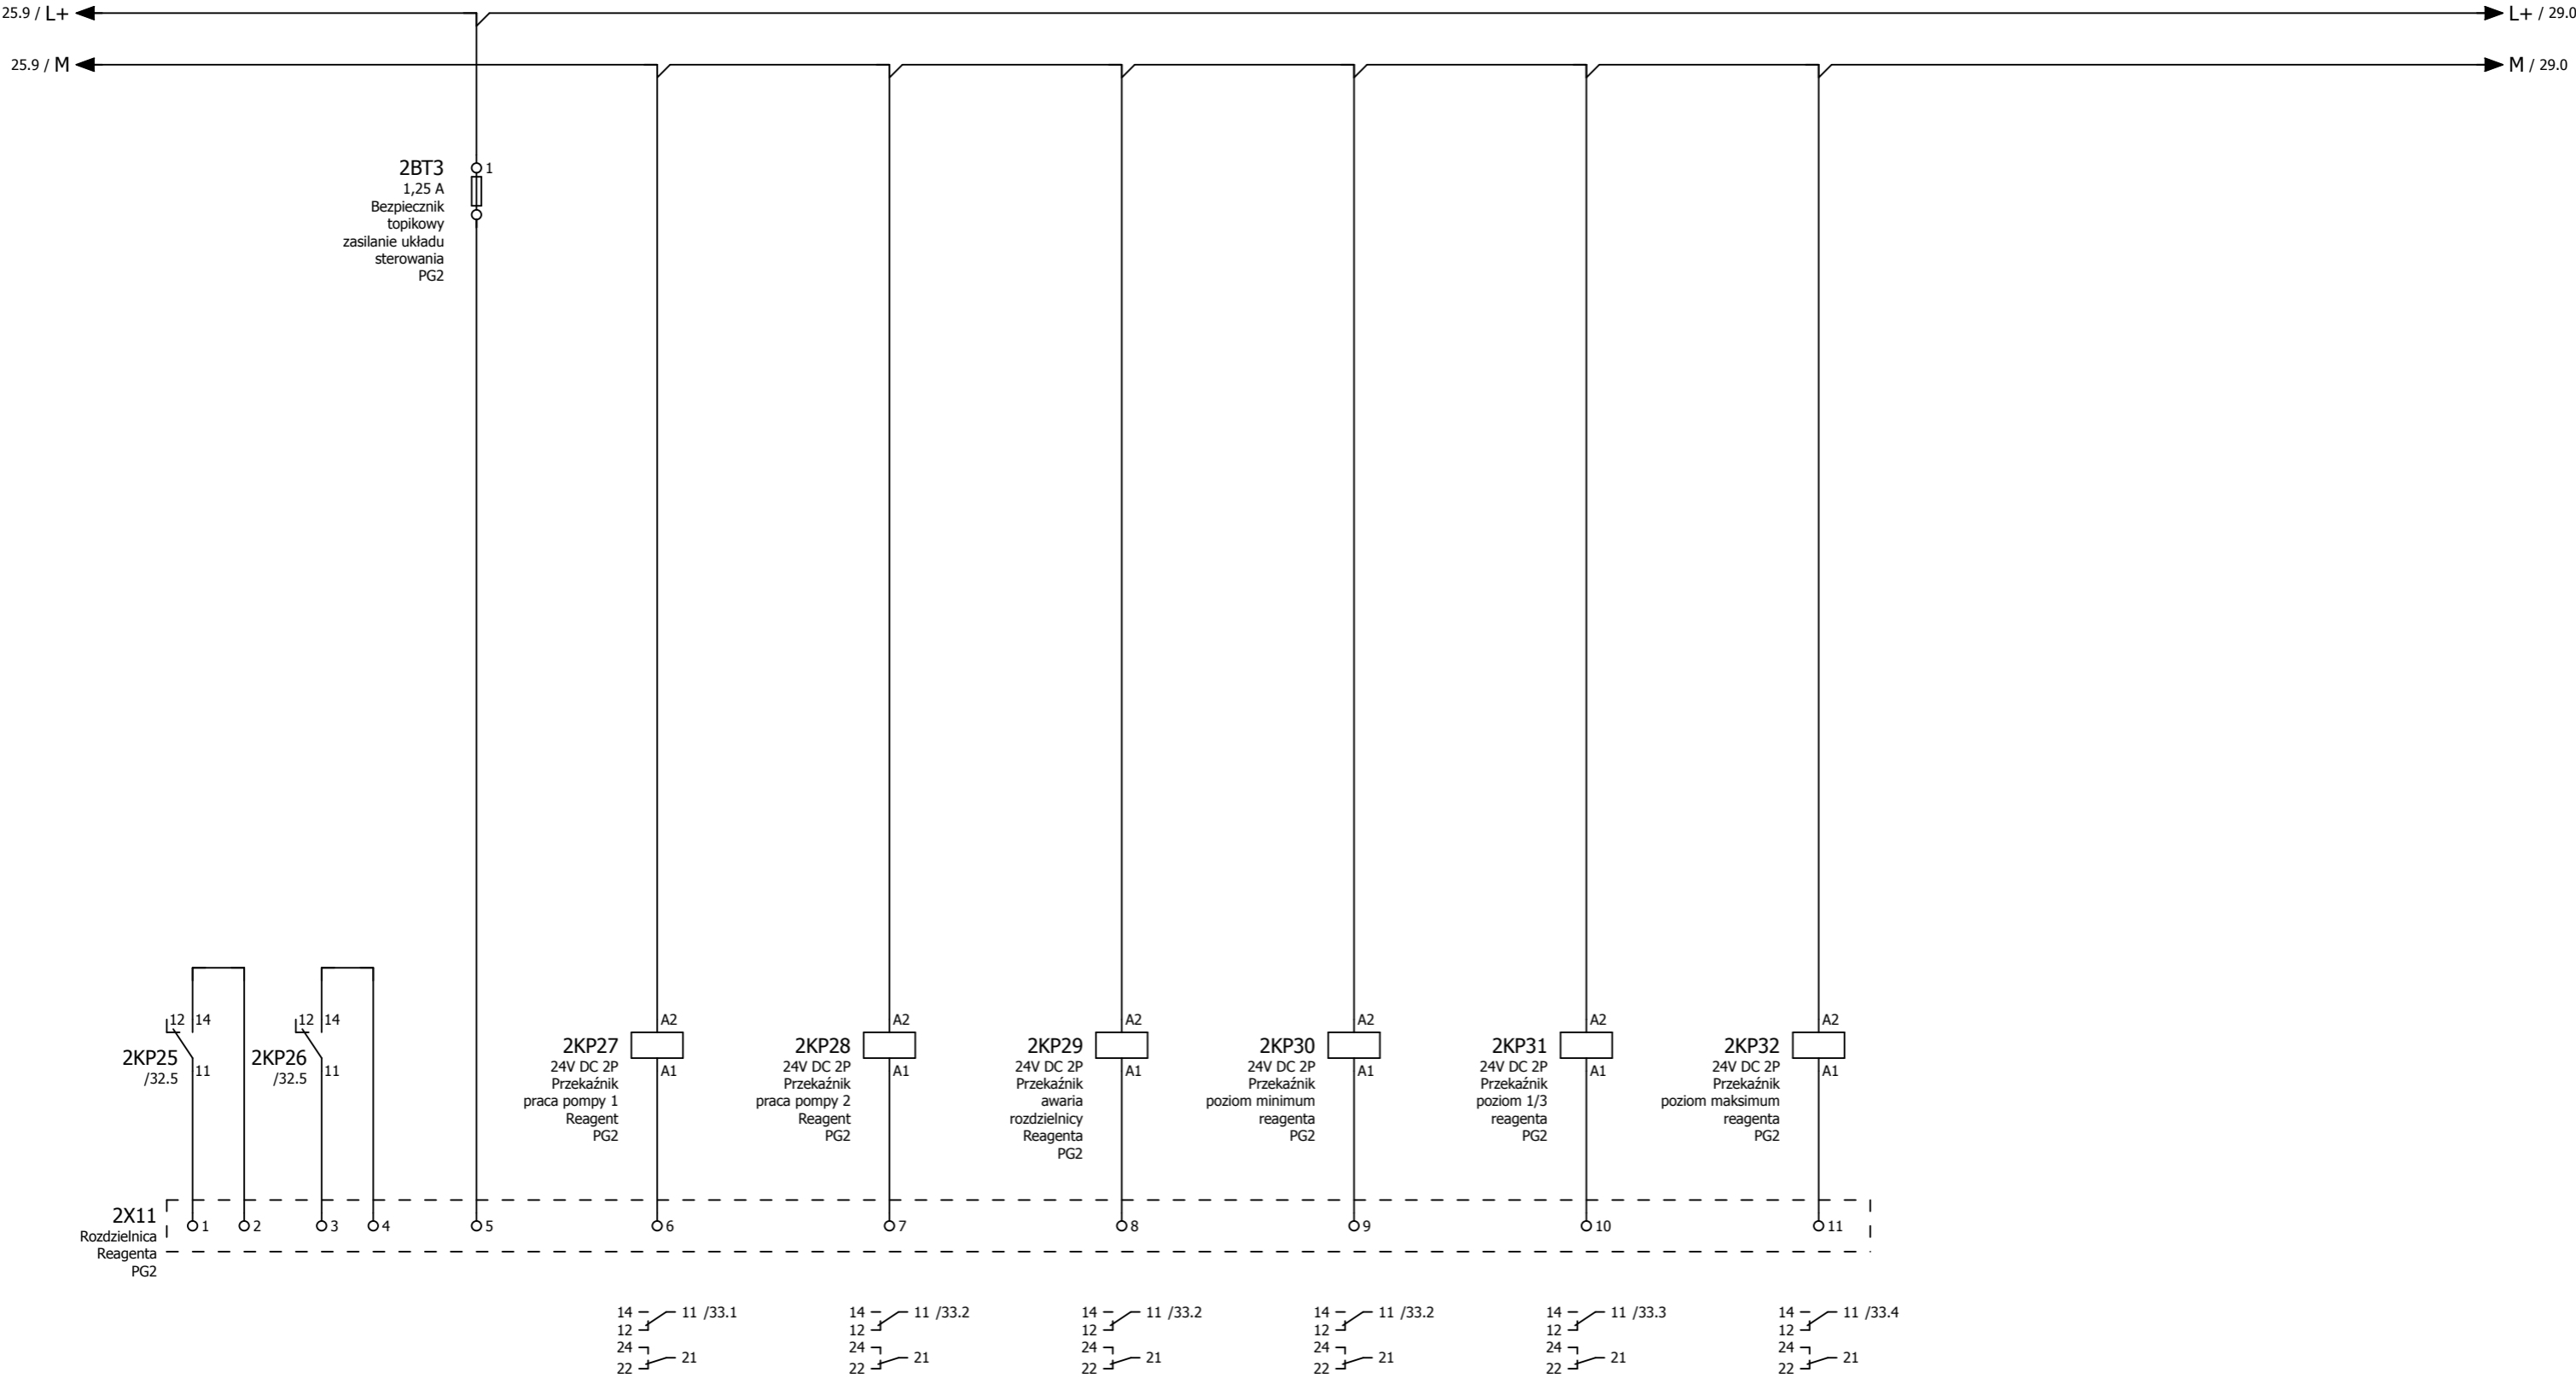 25.9 / L+
L+ / 29.0
25.9 / M
M / 29.0
2BT3
1
1,25 A
Bezpiecznik
topikowy
zasilanie układu
sterowania
PG2
12 14
2KP25
/32.5
11
12 14
2KP26
/32.5
11
A2
2KP27
24V DC 2P
A1
Przekaźnik
praca pompy 1
Reagent
PG2
A2
2KP28
24V DC 2P
A1
Przekaźnik
praca pompy 2
Reagent
PG2
A2
2KP29
24V DC 2P
A1
Przekaźnik
awaria
rozdzielnicy
Reagenta
PG2
A2
2KP30
24V DC 2P
A1
Przekaźnik
poziom minimum
reagenta
PG2
A2
2KP31
24V DC 2P
A1
Przekaźnik
poziom 1/3
reagenta
PG2
A2
2KP32
24V DC 2P
A1
Przekaźnik
poziom maksimum
reagenta
PG2
2X11
Rozdzielnica
Reagenta
PG2
1 2 3 4 5 6 7 8 9 10 11
14 11 /33.1
12
24
21
22
14 11 /33.2
12
24
21
22
14 11 /33.2
12
24
21
22
14 11 /33.2
12
24
21
22
14 11 /33.3
12
24
21
22
14 11 /33.4
12
24
21
22